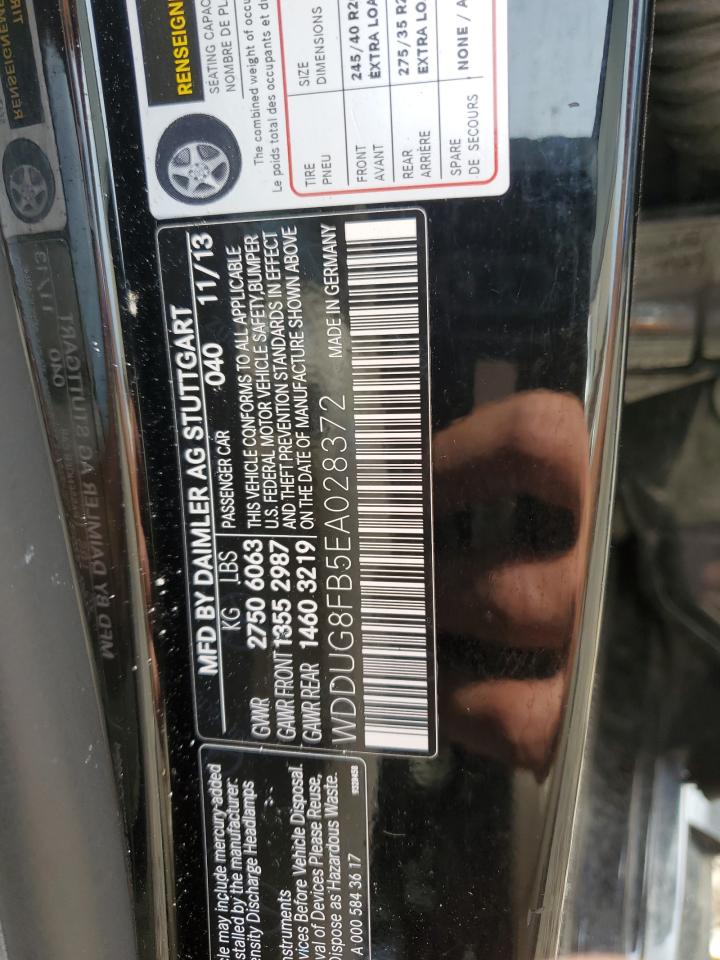 MFD BY DAIMLER AG STUTTGART
KG LBS PASSENGER CAR 040 11/13
GVWR 2750 6063 THIS VEHICLE CONFORMS TO ALL APPLICABLE
U.S. FEDERAL MOTOR VEHICLE SAFETY,BUMPER
GAWR FRONT 1355 2987 AND THEFT PREVENTION STANDARDS IN EFFECT
GAWR REAR 1460 3219 ON THE DATE OF MANUFACTURE SHOWN ABOVE
WDDUG8FB5EA028372 MADE IN GERMANY
RENSEIGN
SEATING CAPAC
NOMBRE DE PL
The combined weight of occu
Le poids total des occupants et d
TIRE SIZE
PNEU DIMENSIONS
FRONT 245/40 R2
AVANT EXTRA LOA
REAR 275/35 R2
ARRIÈRE EXTRA LO
SPARE NONE / A
DE SECOURS
cle may include mercury-added
stalled by the manufacturer:
ensity Discharge Headlamps
nstruments
vices Before Vehicle Disposal.
val of Devices Please Reuse,
Dispose as Hazardous Waste.
A 000 584 36 17